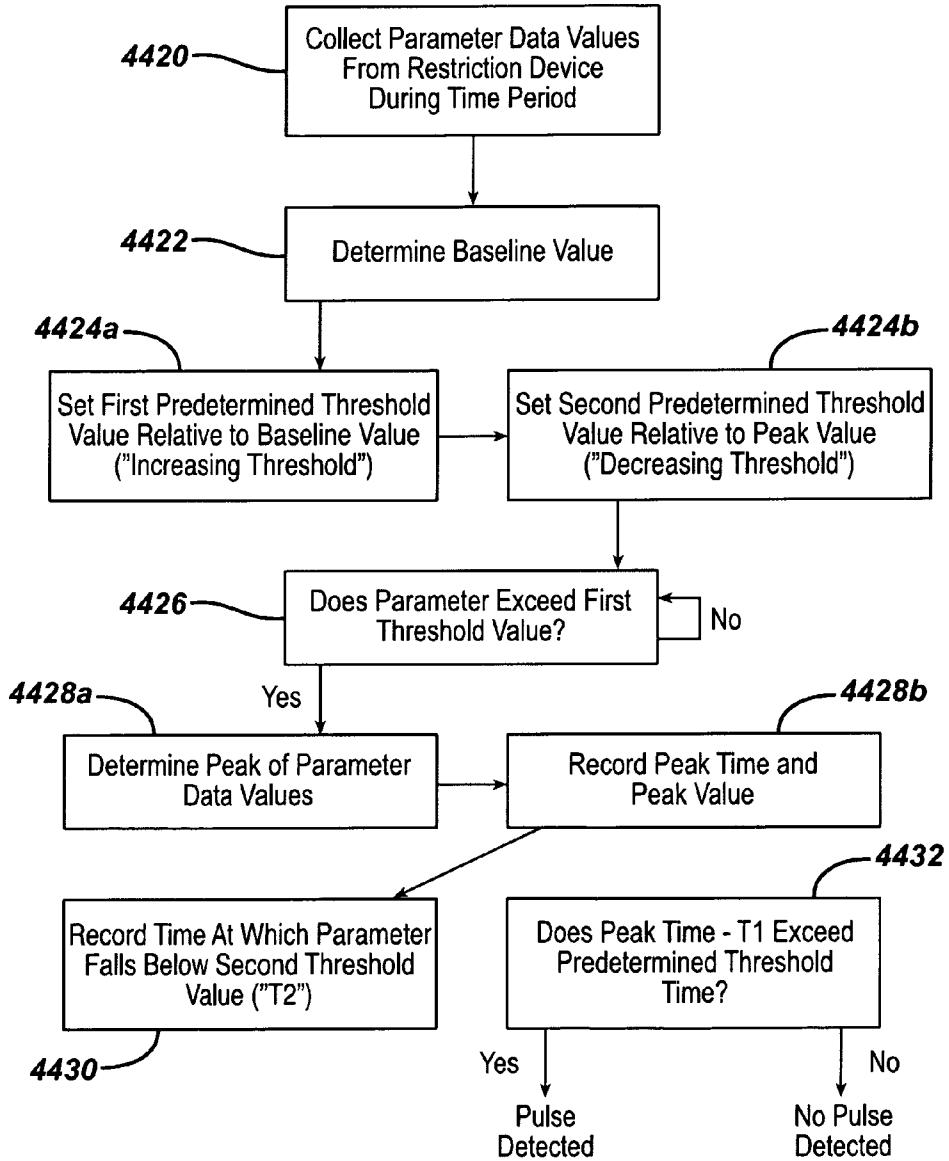 4420
Collect Parameter Data Values
From Restriction Device
During Time Period
4422
Determine Baseline Value
4424a
4424b
Set First Predetermined Threshold
Value Relative to Baseline Value
("Increasing Threshold")
Set Second Predetermined Threshold
Value Relative to Peak Value
("Decreasing Threshold")
4426
Does Parameter Exceed First
Threshold Value?
No
Yes
4428a
4428b
Determine Peak of Parameter
Data Values
Record Peak Time and
Peak Value
4432
Record Time At Which Parameter
Falls Below Second Threshold
Value ("T2")
Does Peak Time - T1 Exceed
Predetermined Threshold
Time?
4430
Yes
No
Pulse
Detected
No Pulse
Detected